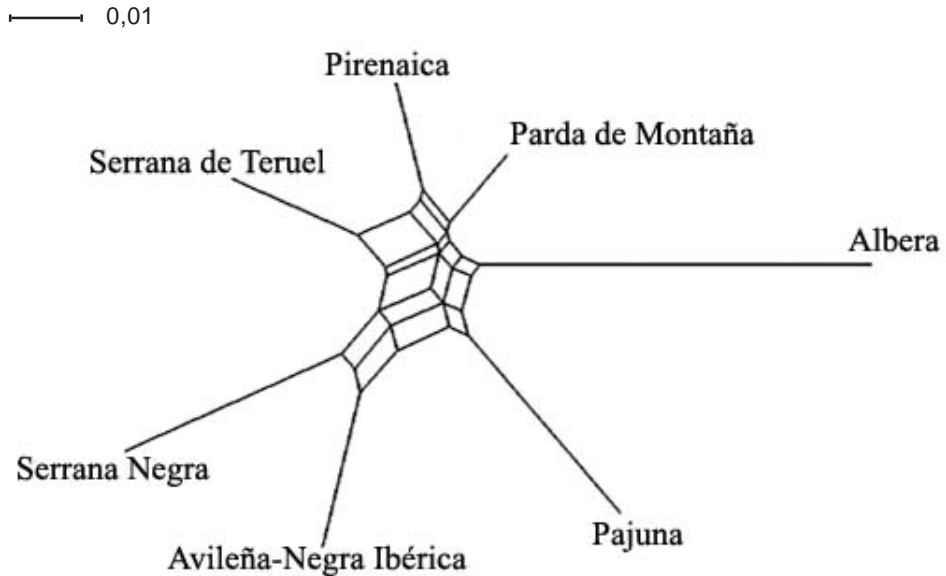 0,01
Pirenaica
Parda de Montaña
Serrana de Teruel
Albera
Serrana Negra
Pajuna
Avileña-Negra Ibérica